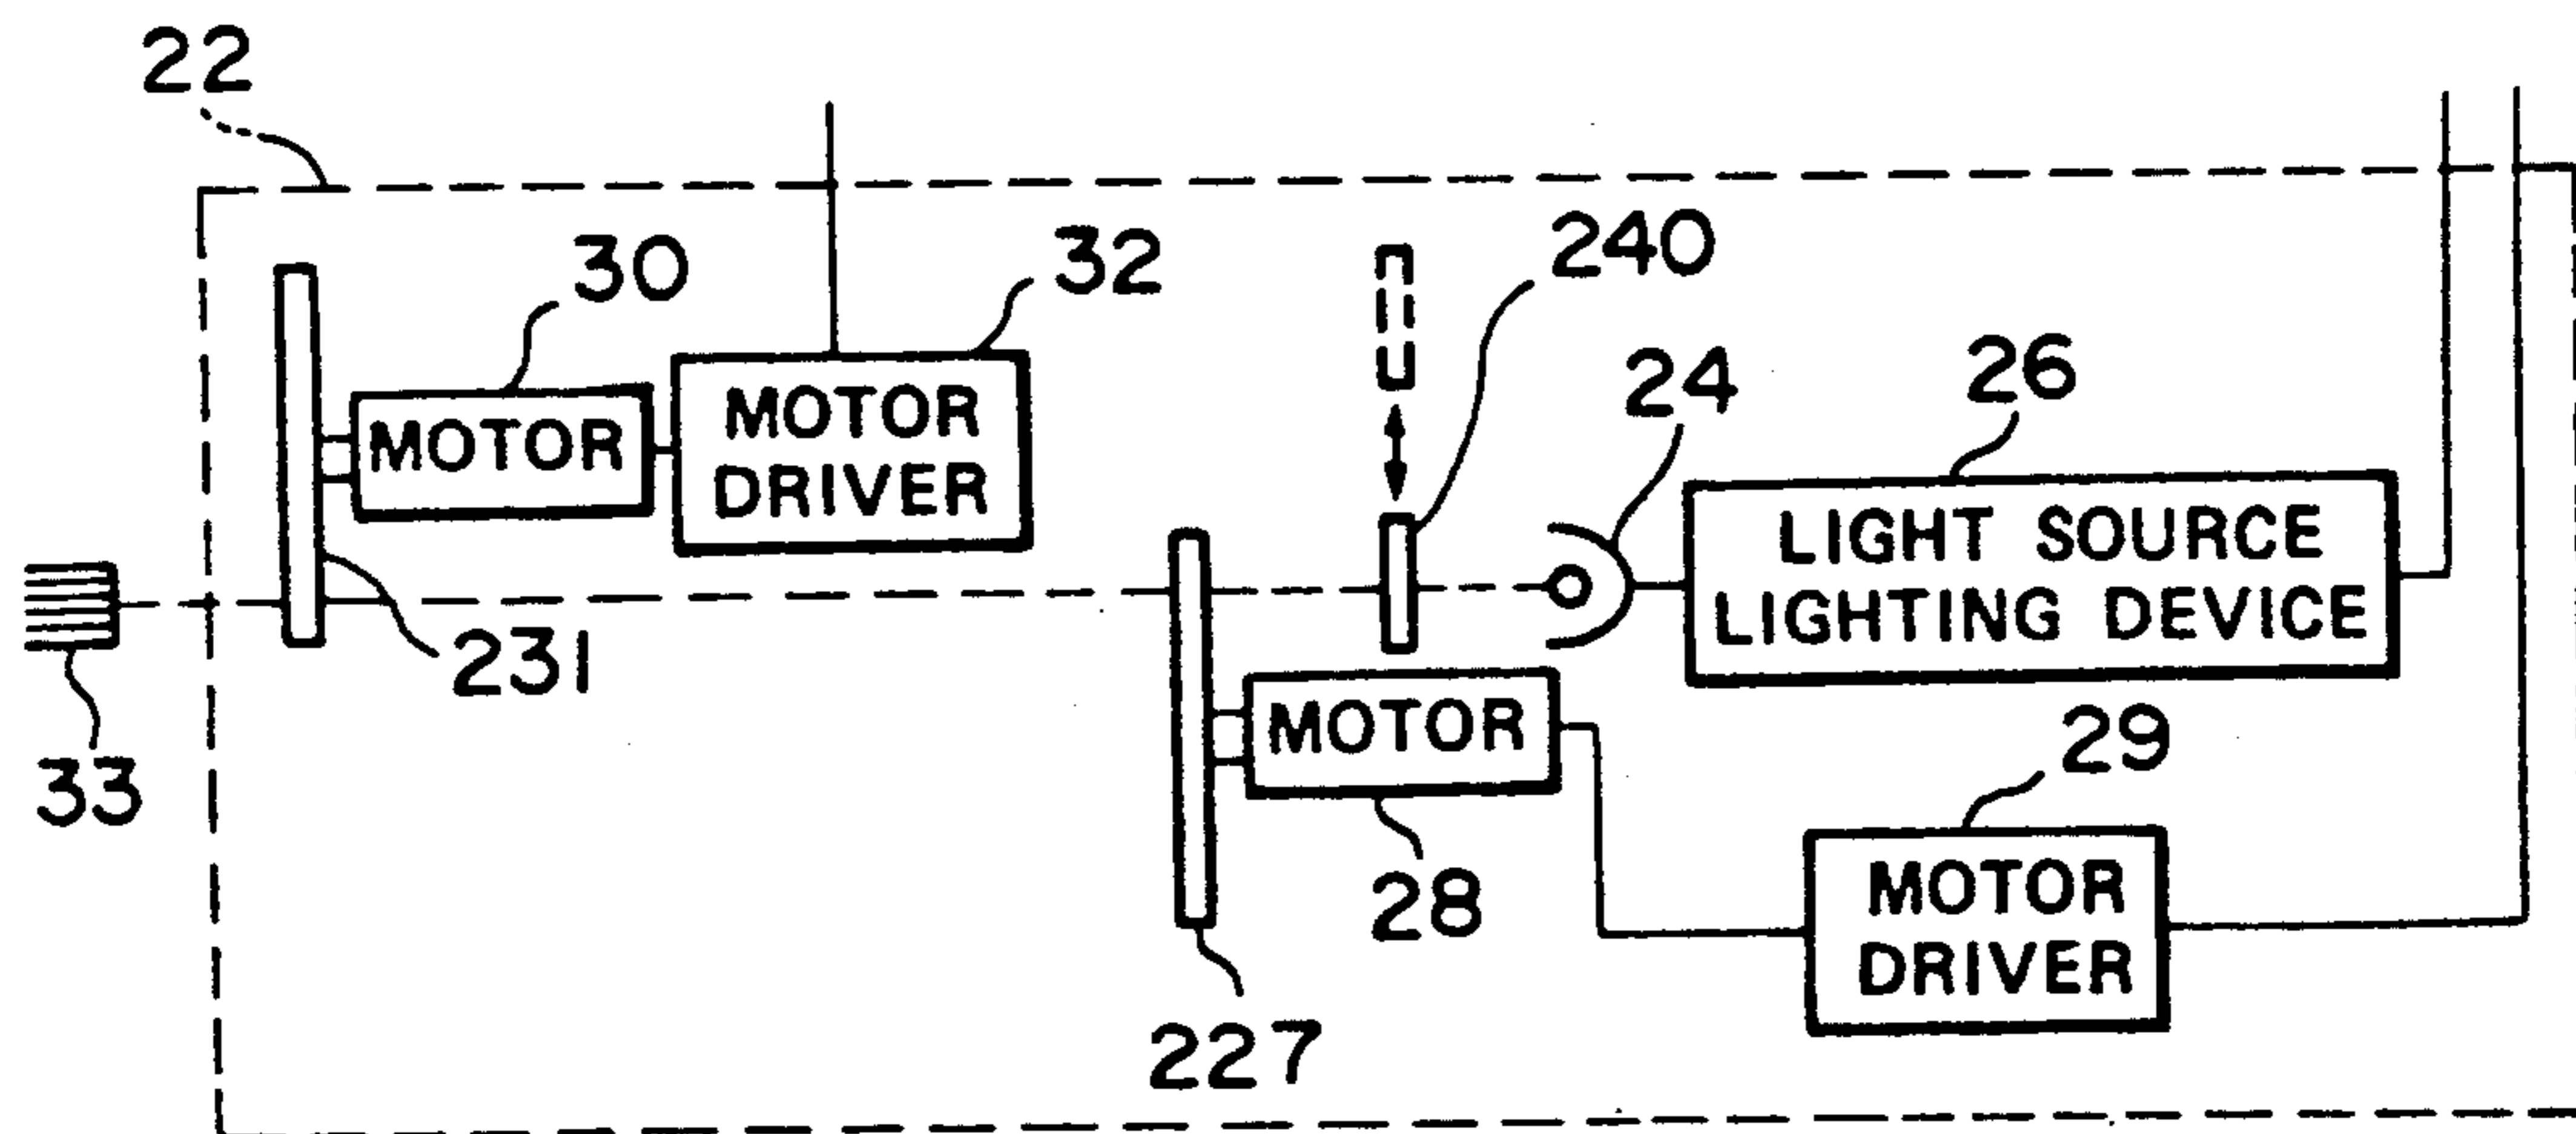 22
30
32
240
24
26
MOTOR
MOTOR
DRIVER
LIGHT SOURCE
LIGHTING DEVICE
231
33
MOTOR
28
29
MOTOR
DRIVER
227